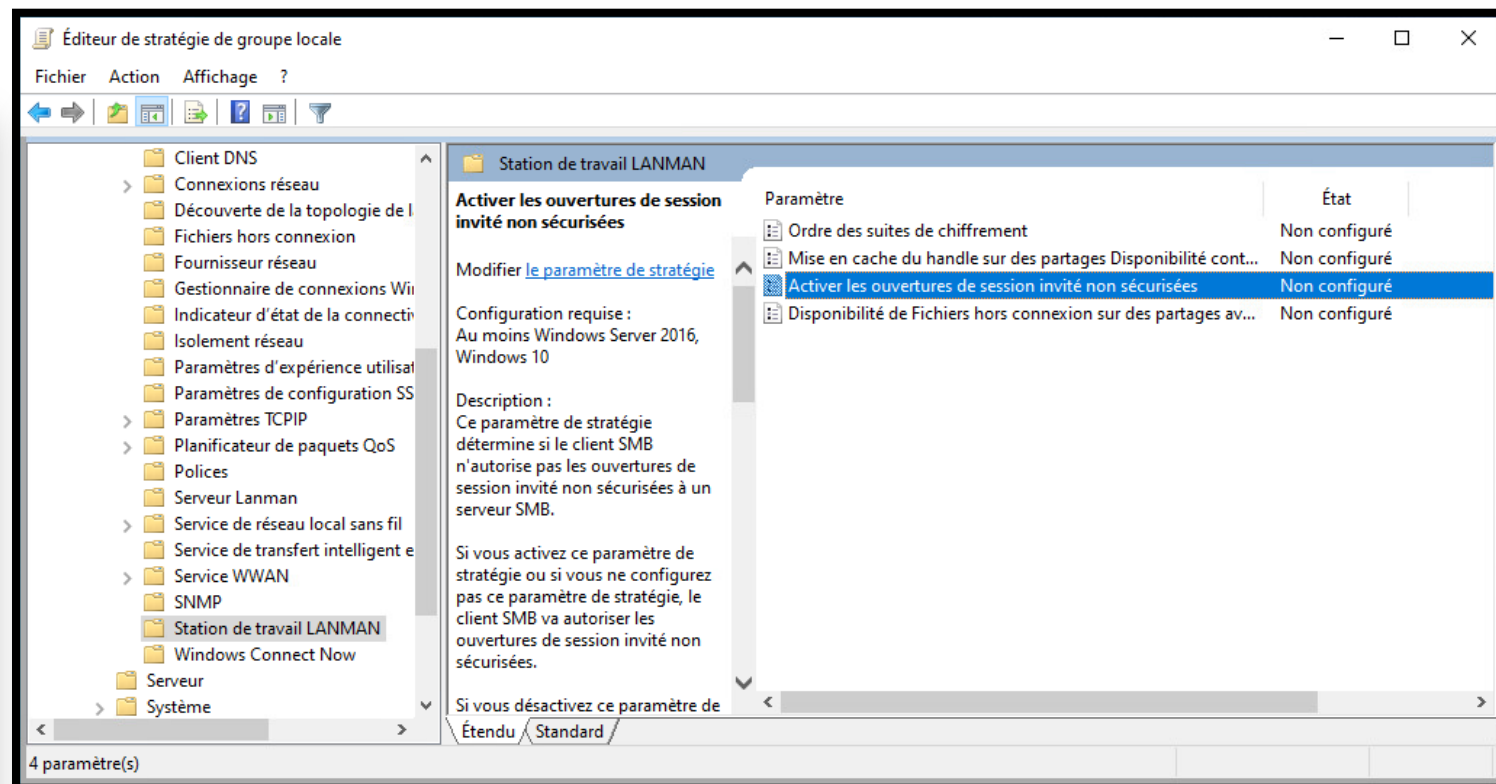 Éditeur de stratégie de groupe locale
Fichier Action Affichage ?
Client DNS
Connexions réseau
Découverte de la topologie de l
Fichiers hors connexion
Fournisseur réseau
Gestionnaire de connexions Wi
Indicateur d'état de la connecti
Isolement réseau
Paramètres d'expérience utilisat
Paramètres de configuration SS
Paramètres TCPIP
Planificateur de paquets QoS
Polices
Serveur Lanman
Service de réseau local sans fil
Service de transfert intelligent e
Service WWAN
SNMP
Station de travail LANMAN
Windows Connect Now
Serveur
Système
Station de travail LANMAN
Activer les ouvertures de session
invité non sécurisées
Modifier le paramètre de stratégie
Configuration requise :
Au moins Windows Server 2016,
Windows 10
Description :
Ce paramètre de stratégie
détermine si le client SMB
n'autorise pas les ouvertures de
session invité non sécurisées à un
serveur SMB.
Si vous activez ce paramètre de
stratégie ou si vous ne configurez
pas ce paramètre de stratégie, le
client SMB va autoriser les
ouvertures de session invité non
sécurisées.
Si vous désactivez ce paramètre de
Paramètre État
Ordre des suites de chiffrement Non configuré
Mise en cache du handle sur des partages Disponibilité cont... Non configuré
Activer les ouvertures de session invité non sécurisées Non configuré
Disponibilité de Fichiers hors connexion sur des partages av... Non configuré
Étendu Standard
4 paramètre(s)